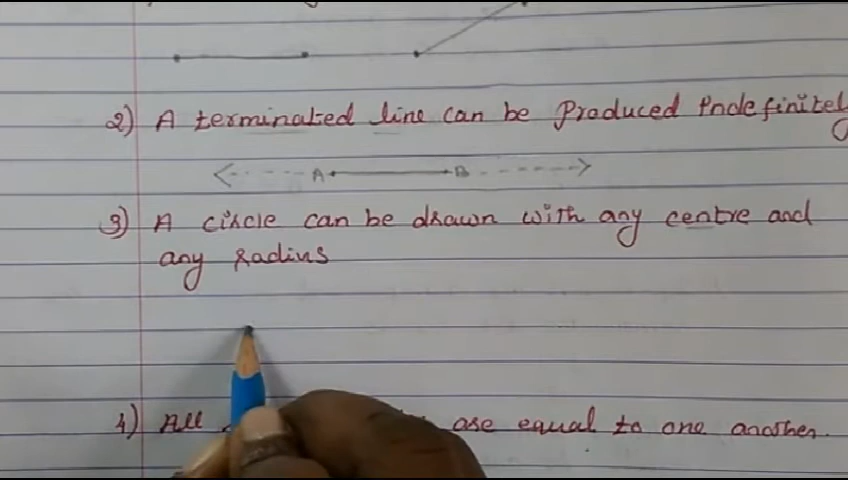 2) A terminated line can be Produced indefinitely
A B
3) A circle can be drawn with any centre and
any radius
4) All are equal to one another.